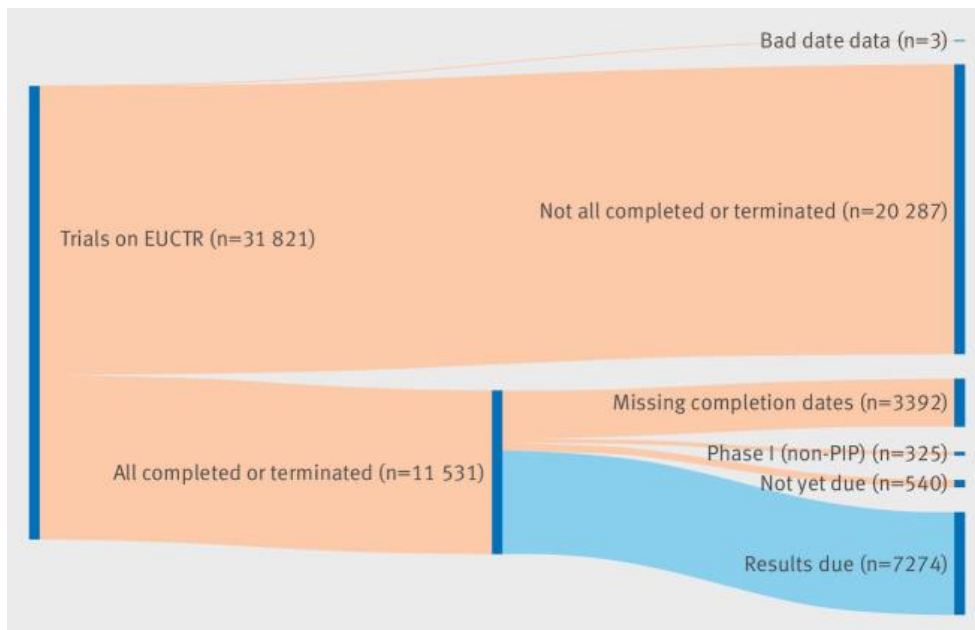 Bad date data (n=3)
Not all completed or terminated (n=20 287)
Trials on EUCTR (n=31 821)
Missing completion dates (n=3392)
Phase I (non-PIP) (n=325)
All completed or terminated (n=11 531)
Not yet due (n=540)
Results due (n=7274)